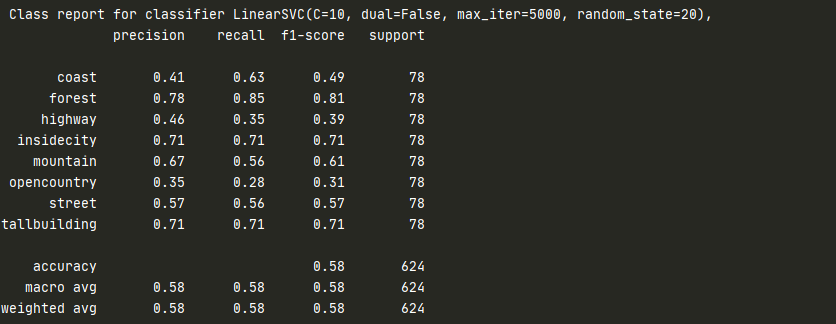 Class report for classifier LinearSVC(C=10, dual=False, max_iter=5000, random_state=20),
precision recall f1-score support
coast 0.41 0.63 0.49 78
forest 0.78 0.85 0.81 78
highway 0.46 0.35 0.39 78
insidecity 0.71 0.71 0.71 78
mountain 0.67 0.56 0.61 78
opencountry 0.35 0.28 0.31 78
street 0.57 0.56 0.57 78
tallbuilding 0.71 0.71 0.71 78
accuracy 0.58 624
macro avg 0.58 0.58 0.58 624
weighted avg 0.58 0.58 0.58 624